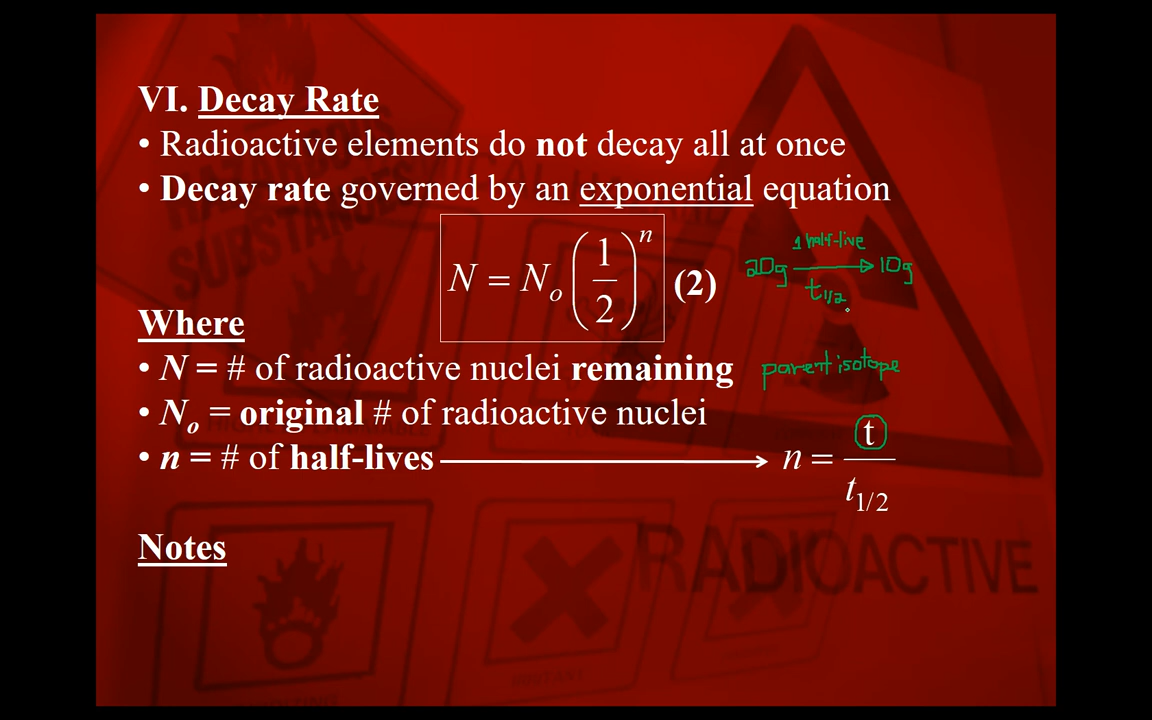 VI. Decay Rate
• Radioactive elements do not decay all at once
• Decay rate governed by an exponential equation
N = Nₒ (1/2)ⁿ (2)
20g 1 half-live t1/2 → 10g
Where
• N = # of radioactive nuclei remaining
parent isotope
• Nₒ = original # of radioactive nuclei
• n = # of half-lives → n = t / t1/2
Notes
SUBSTANCES
RADIOACTIVE